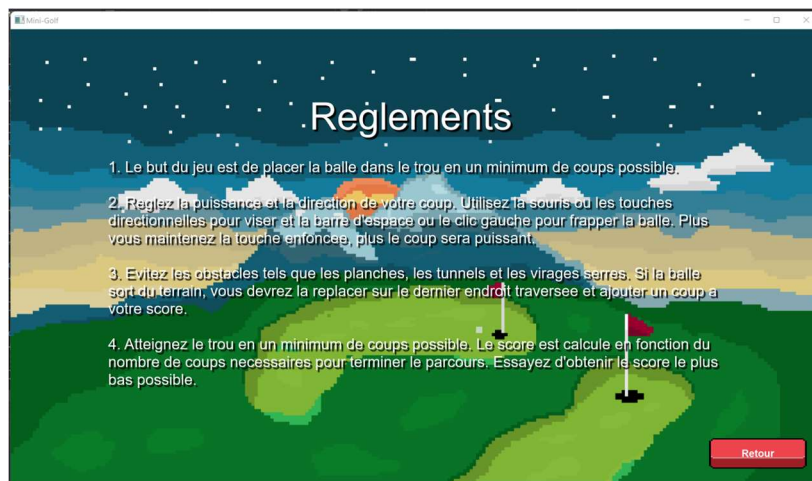 Mini-Golf
Reglements
1. Le but du jeu est de placer la balle dans le trou en un minimum de coups possible.
2. Reglez la puissance et la direction de votre coup. Utilisez la souris ou les touches
directionnelles pour viser et la barre d'espace ou le clic gauche pour frapper la balle. Plus
vous maintenez la touche enfoncee, plus le coup sera puissant.
3. Evitez les obstacles tels que les planches, les tunnels et les virages serres. Si la balle
sort du terrain, vous devrez la replacer sur le dernier endroit traversee et ajouter un coup a
votre score.
4. Atteignez le trou en un minimum de coups possible. Le score est calcule en fonction du
nombre de coups necessaires pour terminer le parcours. Essayez d'obtenir le score le plus
bas possible.
Retour